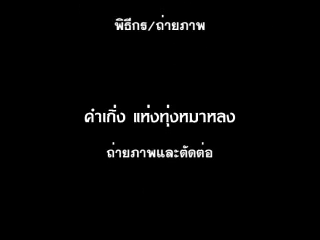 พิธีกร/ถ่ายภาพ
คำเกิ่ง แห่งทุ่งหมาหลง
ถ่ายภาพและตัดต่อ